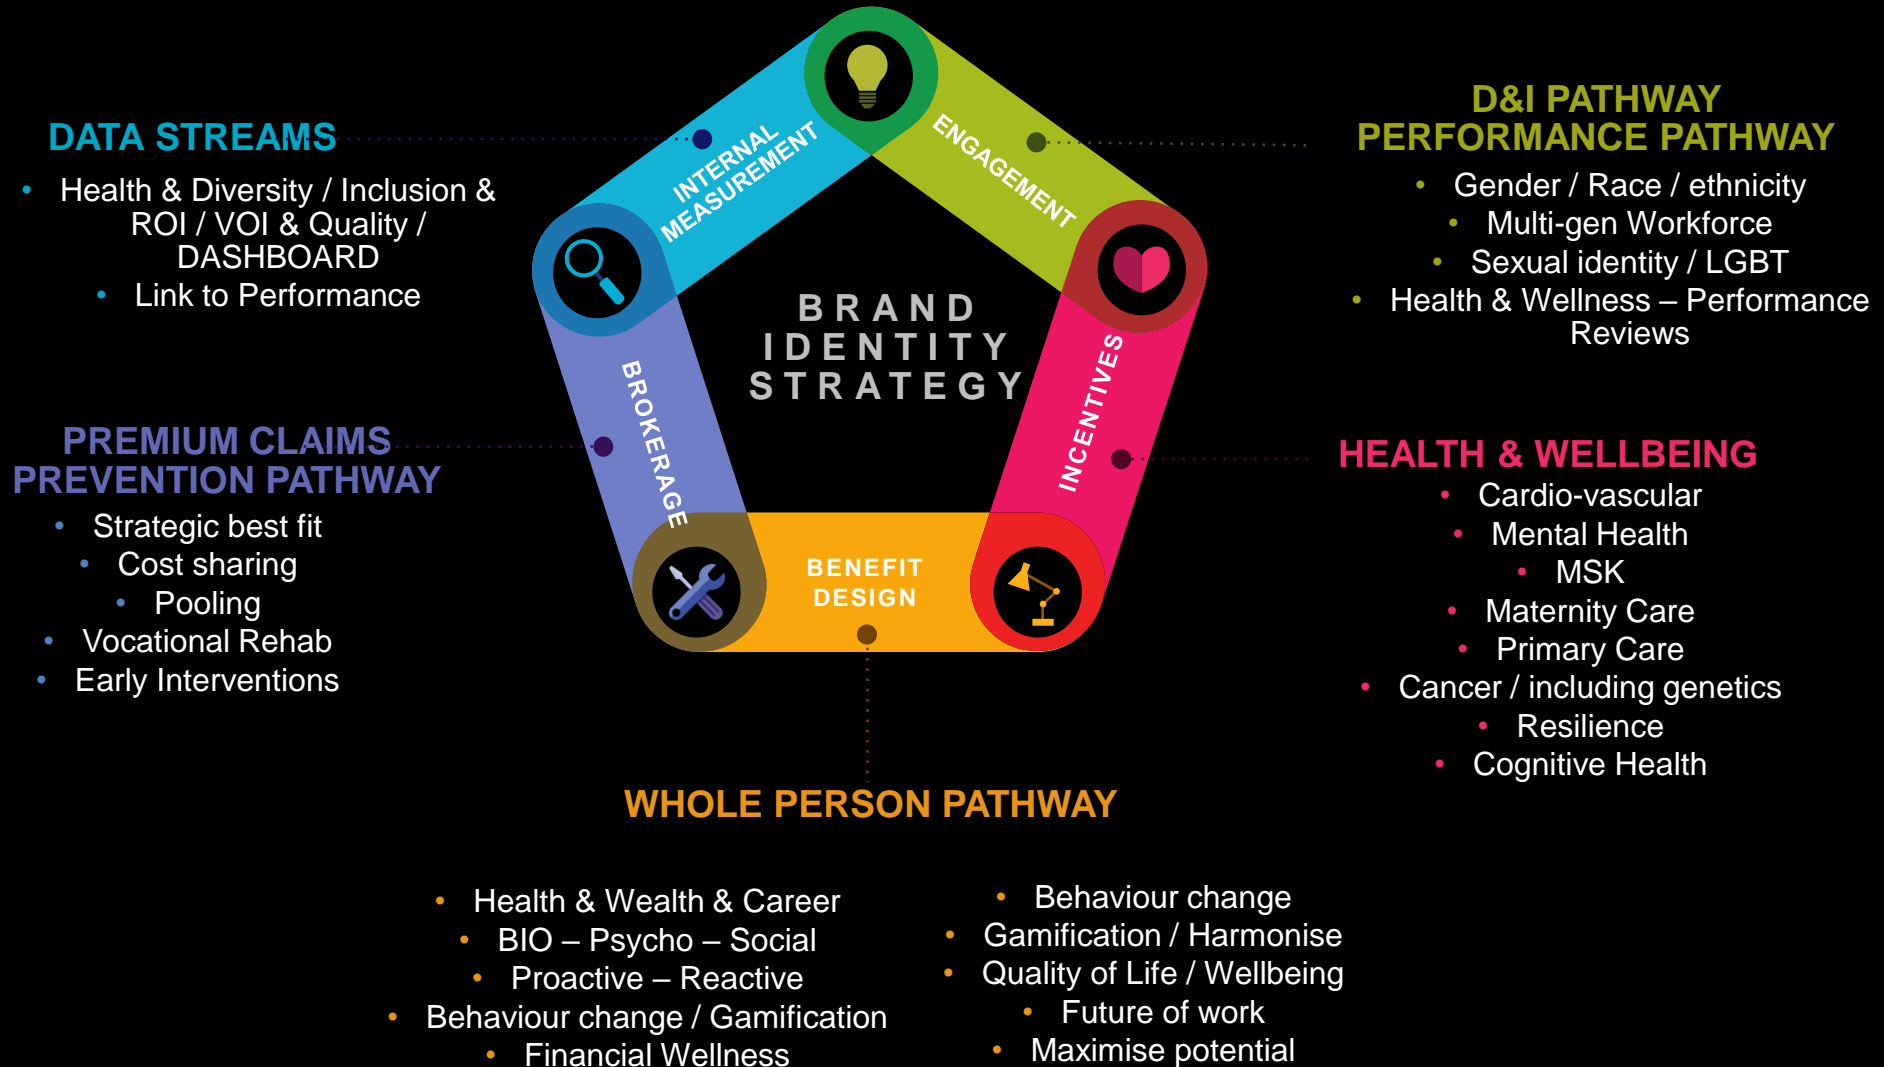 DATA STREAMS
• Health & Diversity / Inclusion &
ROI / VOI & Quality /
DASHBOARD
• Link to Performance
PREMIUM CLAIMS
PREVENTION PATHWAY
• Strategic best fit
• Cost sharing
• Pooling
• Vocational Rehab
• Early Interventions
INTERNAL
MEASUREMENT
ENGAGEMENT
BRAND
IDENTITY
STRATEGY
BROKERAGE
INCENTIVES
BENEFIT
DESIGN
D&I PATHWAY
PERFORMANCE PATHWAY
• Gender / Race / ethnicity
• Multi-gen Workforce
• Sexual identity / LGBT
• Health & Wellness – Performance
Reviews
HEALTH & WELLBEING
• Cardio-vascular
• Mental Health
• MSK
• Maternity Care
• Primary Care
• Cancer / including genetics
• Resilience
• Cognitive Health
WHOLE PERSON PATHWAY
• Health & Wealth & Career
• BIO – Psycho – Social
• Proactive – Reactive
• Behaviour change / Gamification
• Financial Wellness
• Behaviour change
• Gamification / Harmonise
• Quality of Life / Wellbeing
• Future of work
• Maximise potential